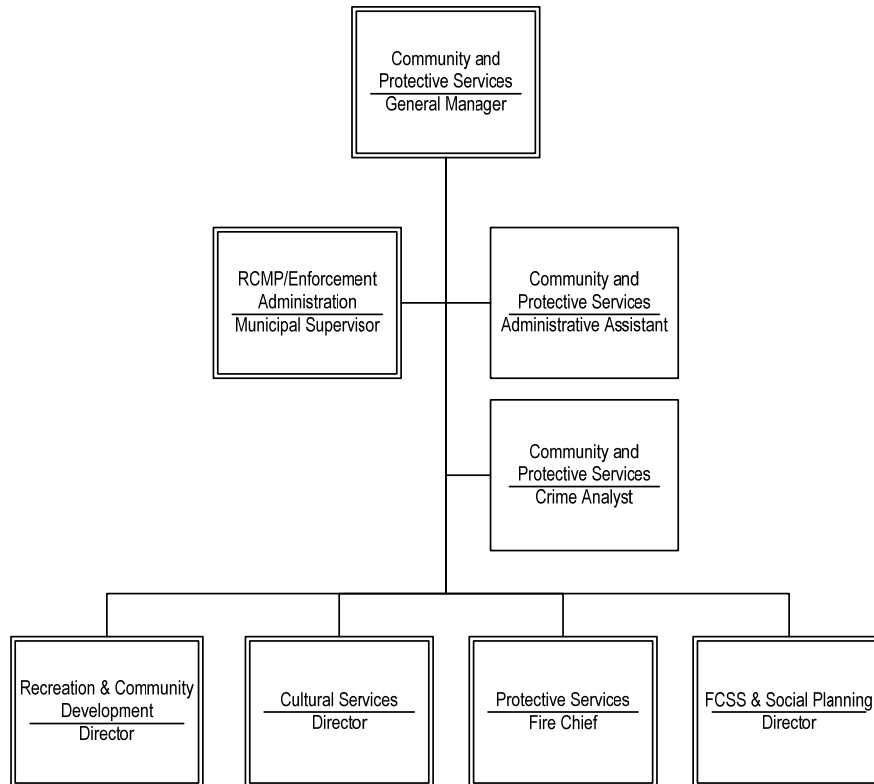 Community and
Protective Services
General Manager
RCMP/Enforcement
Administration
Municipal Supervisor
Community and
Protective Services
Administrative Assistant
Community and
Protective Services
Crime Analyst
Recreation & Community
Development
Director
Cultural Services
Director
Protective Services
Fire Chief
FCSS & Social Planning
Director